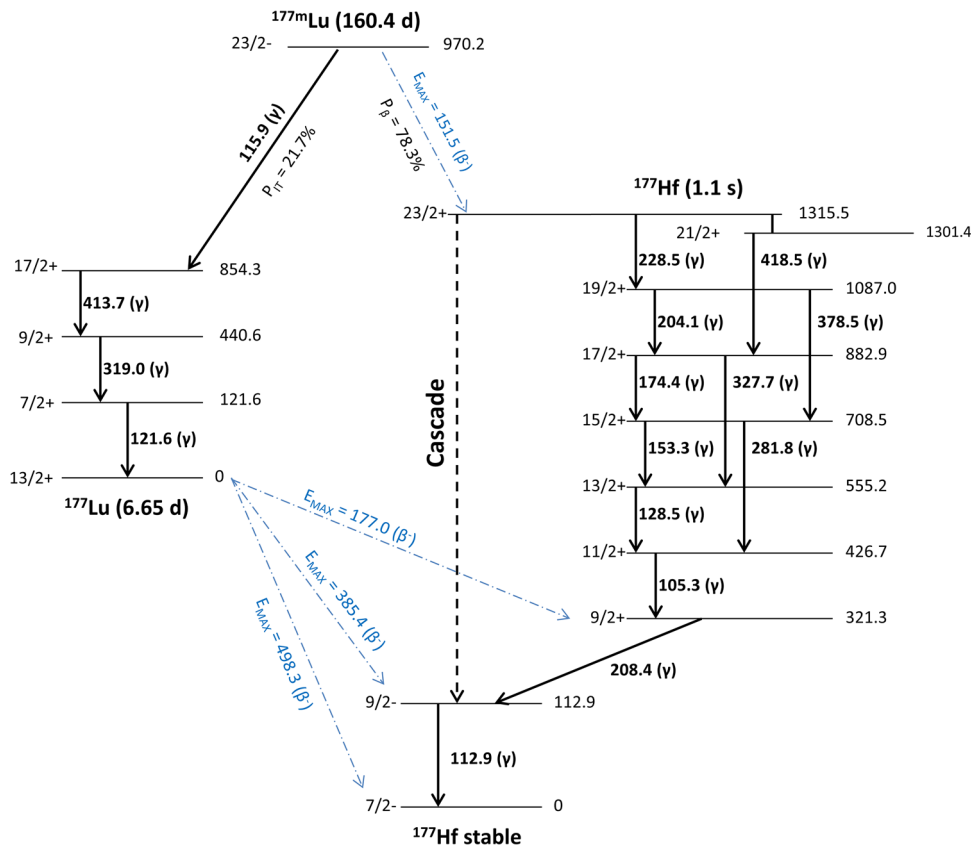 ¹⁷⁷ᵐLu (160.4 d)
23/2- 970.2
115.9 (γ)
P_IT = 21.7%
E_MAX = 151.5 (β⁻)
P_β = 78.3%
¹⁷⁷Hf (1.1 s)
23/2+ 1315.5
21/2+ 1301.4
228.5 (γ) 418.5 (γ)
17/2+ 854.3
413.7 (γ)
9/2+ 440.6
319.0 (γ)
7/2+ 121.6
121.6 (γ)
13/2+ 0
¹⁷⁷Lu (6.65 d)
Cascade
19/2+ 1087.0
204.1 (γ) 378.5 (γ)
17/2+ 882.9
174.4 (γ) 327.7 (γ)
15/2+ 708.5
153.3 (γ) 281.8 (γ)
13/2+ 555.2
128.5 (γ)
11/2+ 426.7
105.3 (γ)
9/2+ 321.3
208.4 (γ)
E_MAX = 177.0 (β⁻)
E_MAX = 385.4 (β⁻)
E_MAX = 498.3 (β⁻)
9/2- 112.9
112.9 (γ)
7/2- 0
¹⁷⁷Hf stable